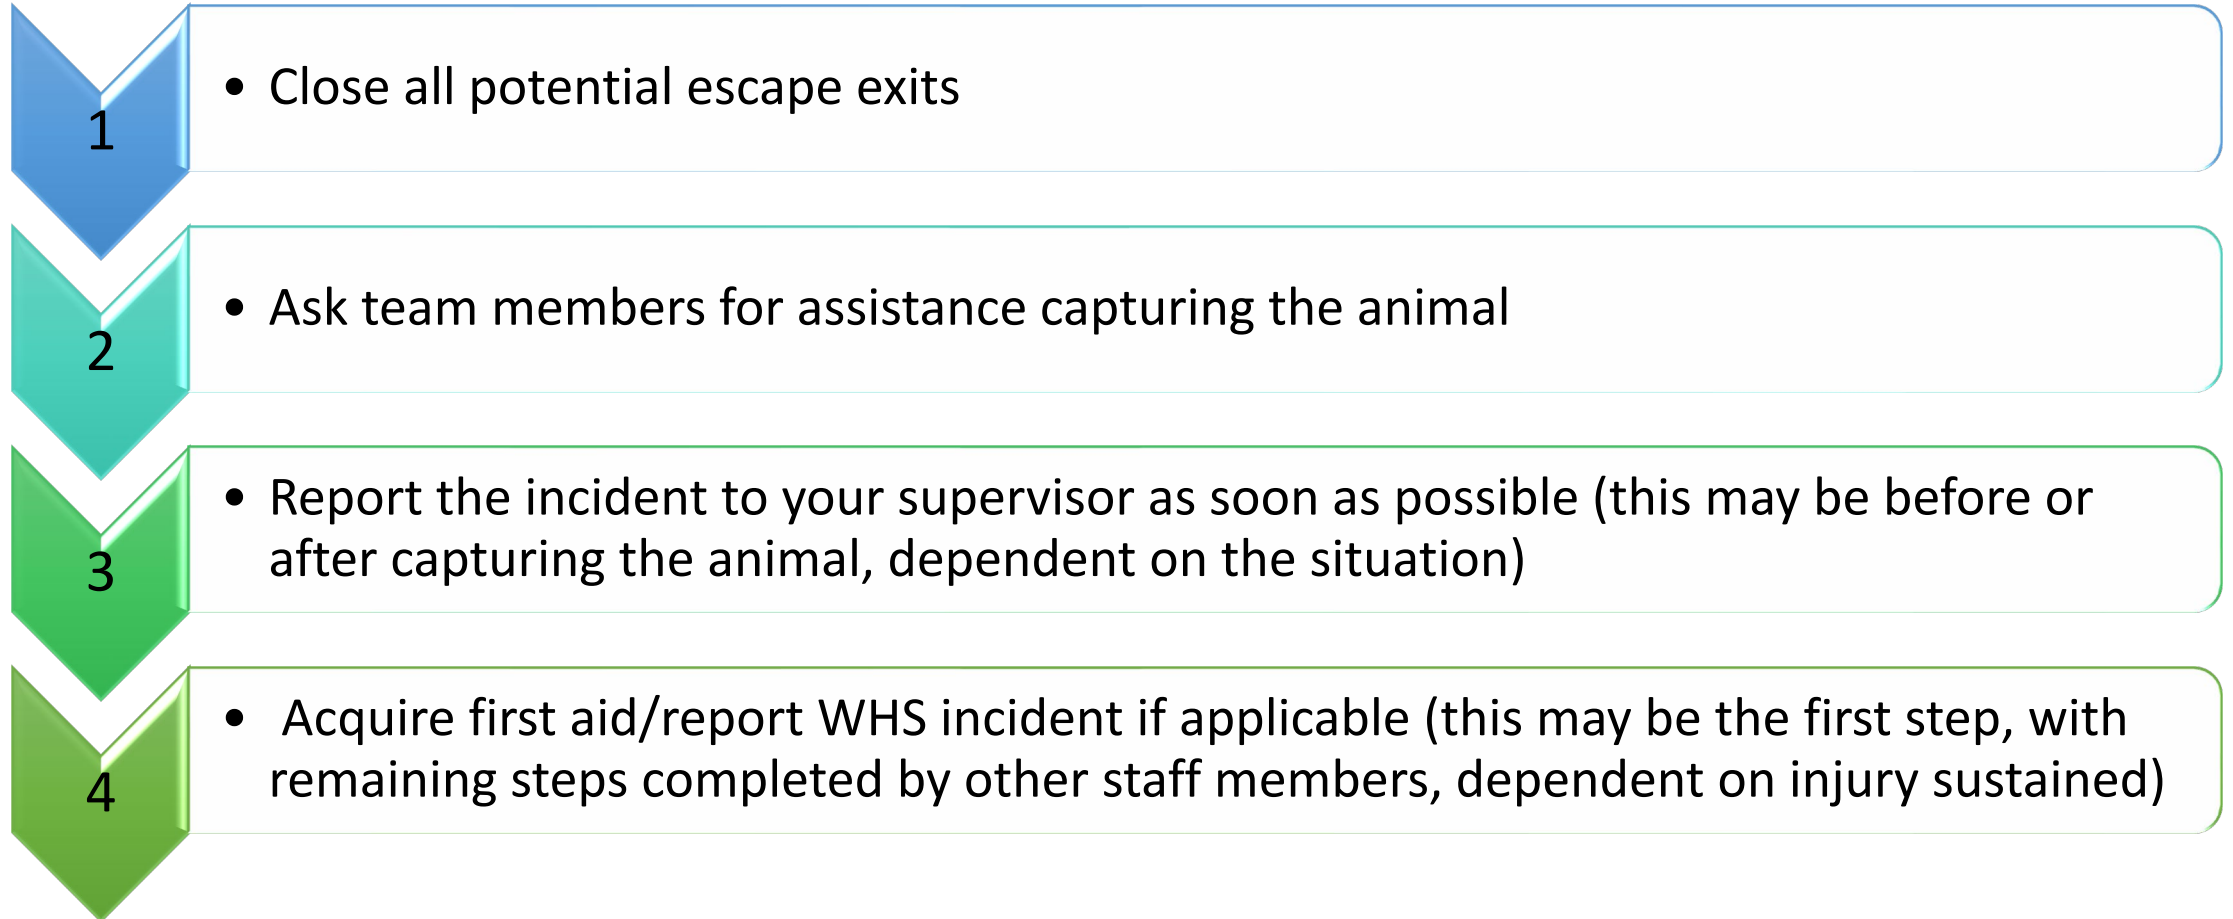 1
• Close all potential escape exits
2
• Ask team members for assistance capturing the animal
3
• Report the incident to your supervisor as soon as possible (this may be before or
after capturing the animal, dependent on the situation)
4
• Acquire first aid/report WHS incident if applicable (this may be the first step, with
remaining steps completed by other staff members, dependent on injury sustained)